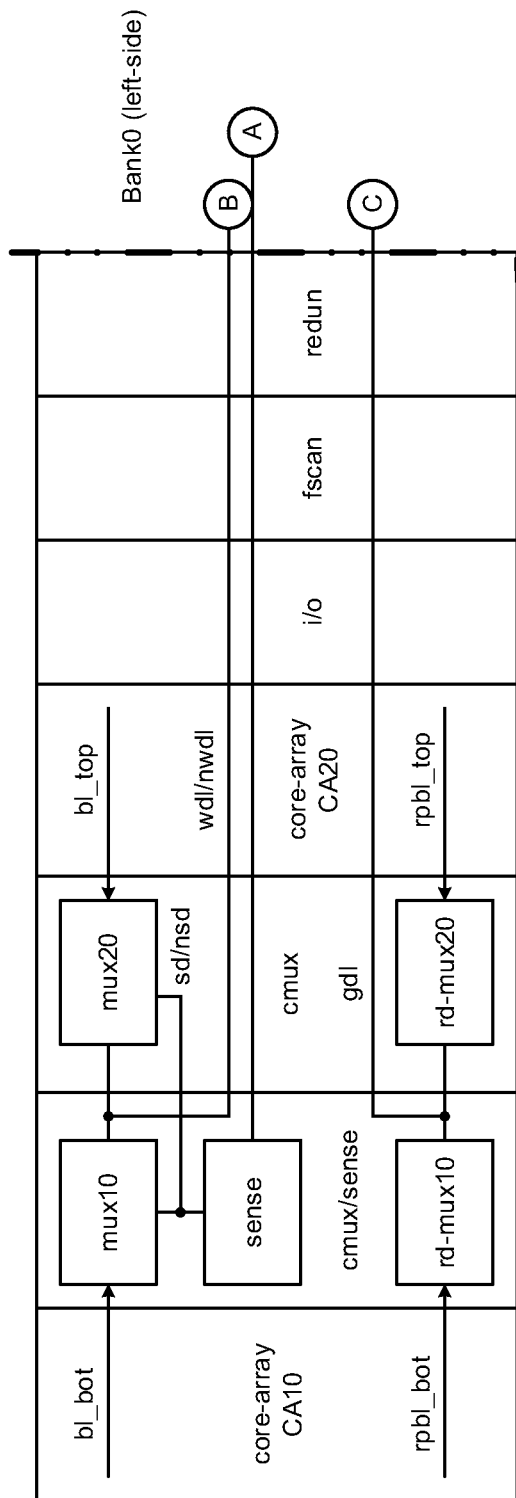 Bank0 (left-side)
A
B
C
redun
fscan
i/o
bl_top
wdl/nwdl
core-array
CA20
rpbl_top
mux20
sd/nsd
cmux
gdl
rd-mux20
mux10
sense
cmux/sense
rd-mux10
bl_bot
core-array
CA10
rpbl_bot